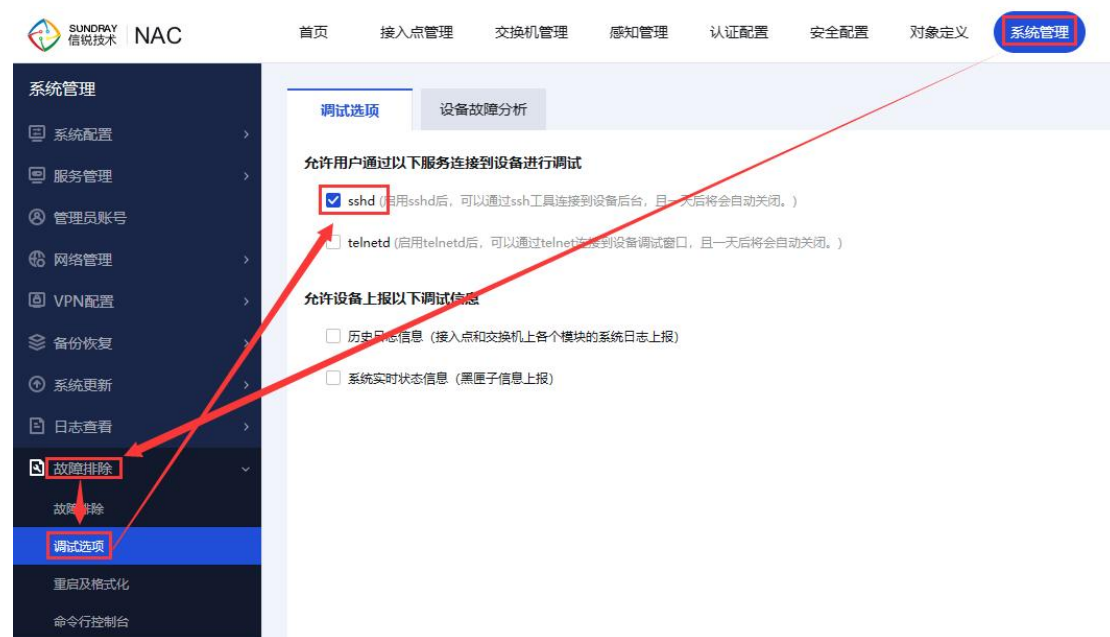 SUNDRAY
信锐技术 NAC
首页 接入点管理 交换机管理 感知管理 认证配置 安全配置 对象定义 系统管理
系统管理
系统配置
服务管理
管理员账号
网络管理
VPN配置
备份恢复
系统更新
日志查看
故障排除
故障排除
调试选项
重启及格式化
命令行控制台
调试选项 设备故障分析
允许用户通过以下服务连接到设备进行调试
sshd (启用sshd后，可以通过ssh工具连接到设备后台，且一天后将会自动关闭。)
telnetd (启用telnetd后，可以通过telnet连接到设备调试窗口，且一天后将会自动关闭。)
允许设备上报以下调试信息
历史日志信息（接入点和交换机上各个模块的系统日志上报)
系统实时状态信息（黑匣子信息上报)